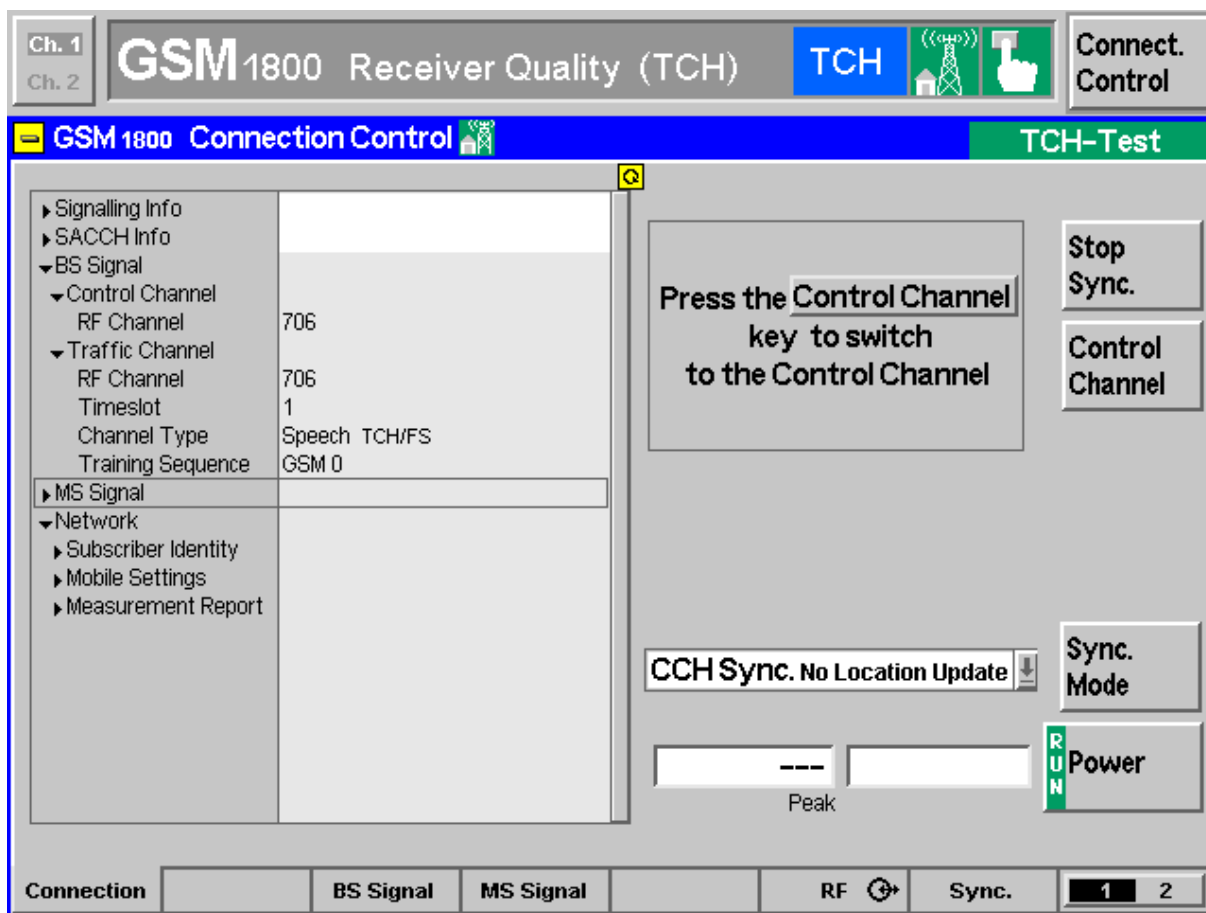 Ch. 1
Ch. 2
GSM 1800 Receiver Quality (TCH)
TCH
Connect.
Control
GSM 1800 Connection Control
TCH-Test
Signalling Info
SACCH Info
BS Signal
Control Channel
RF Channel 706
Traffic Channel
RF Channel 706
Timeslot 1
Channel Type Speech TCH/FS
Training Sequence GSM 0
MS Signal
Network
Subscriber Identity
Mobile Settings
Measurement Report
Press the Control Channel
key to switch
to the Control Channel
Stop
Sync.
Control
Channel
CCH Sync. No Location Update
Sync.
Mode
---
Peak
RUN
Power
Connection
BS Signal
MS Signal
RF
Sync.
1 2